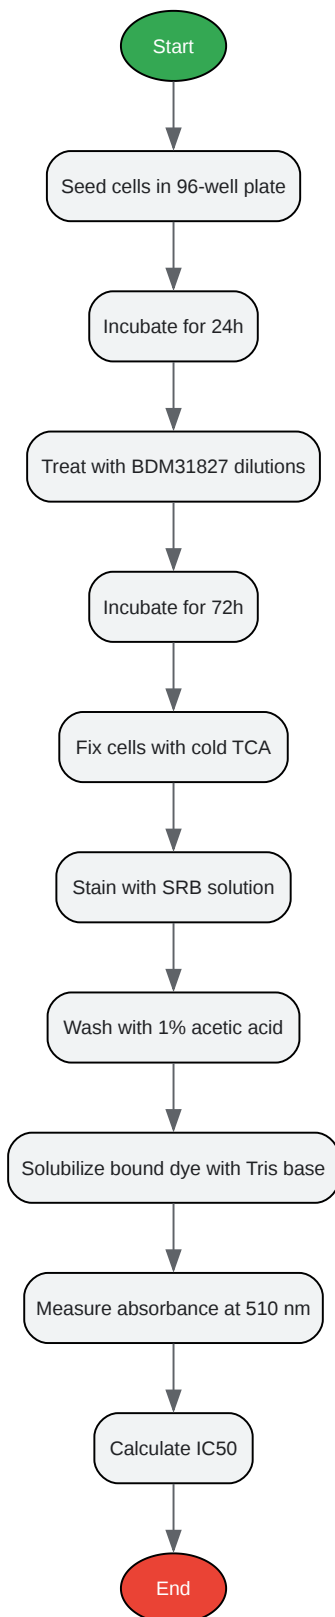 Start
Seed cells in 96-well plate
Incubate for 24h
Treat with BDM31827 dilutions
Incubate for 72h
Fix cells with cold TCA
Stain with SRB solution
Wash with 1% acetic acid
Solubilize bound dye with Tris base
Measure absorbance at 510 nm
Calculate IC50
End